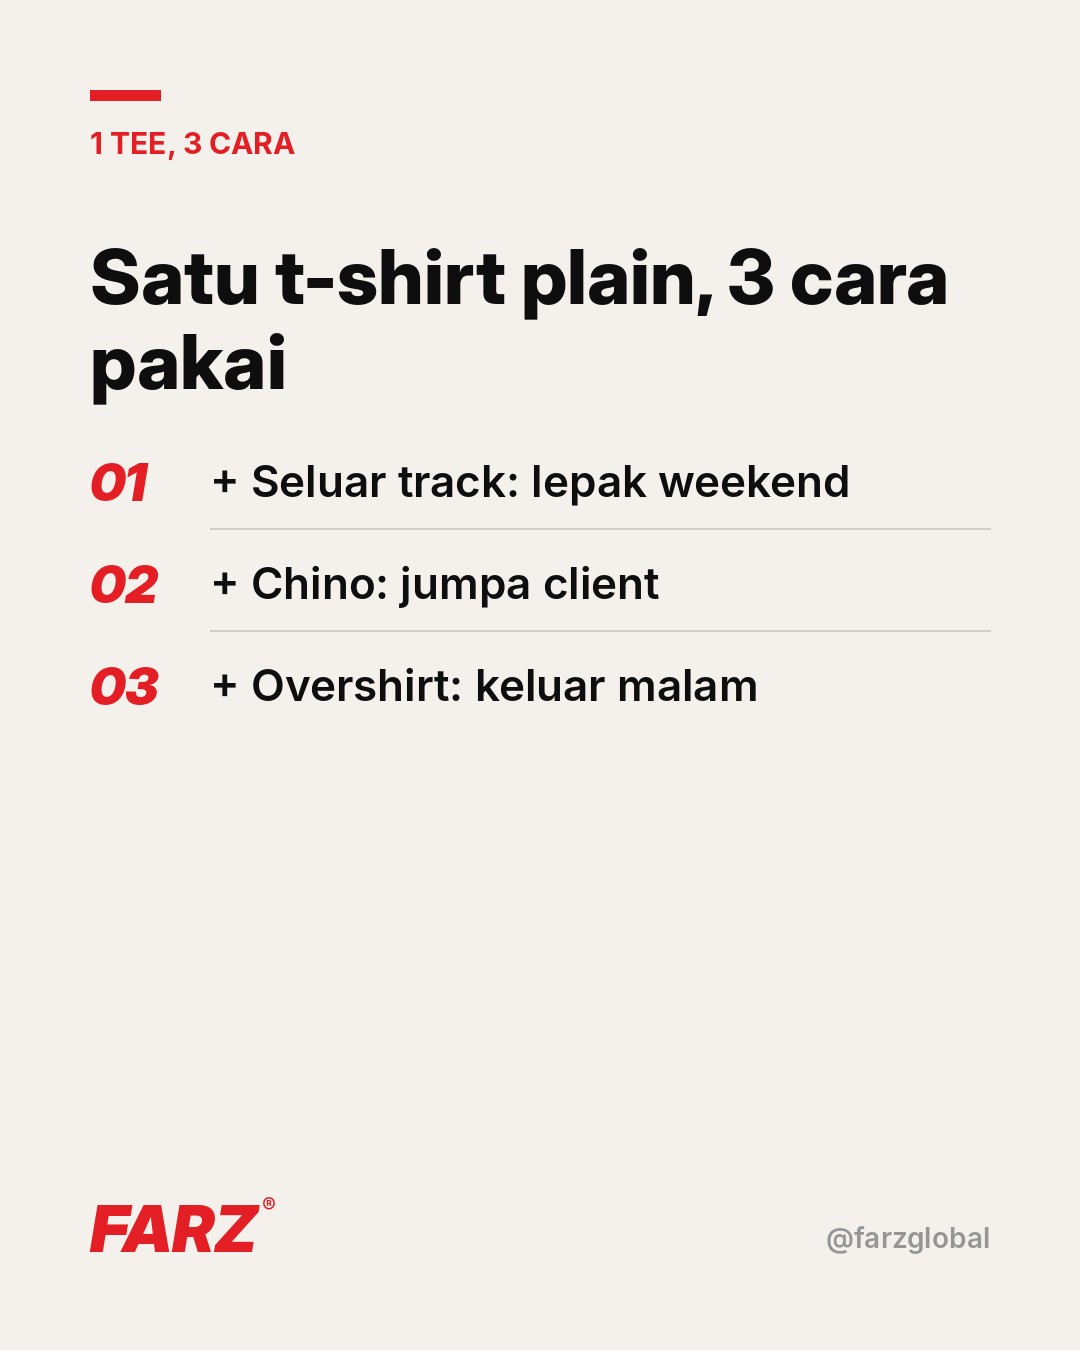 1 TEE, 3 CARA
Satu t-shirt plain, 3 cara
pakai
01 + Seluar track: lepak weekend
02 + Chino: jumpa client
03 + Overshirt: keluar malam
FARZ®
@farzglobal